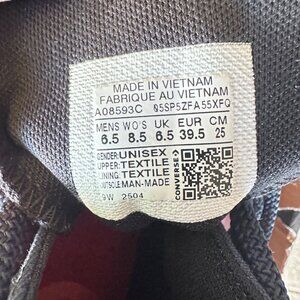 MADE IN VIETNAM
FABRIQUE AU VIETNAM
A08593C 05SP5ZFA55XFQ
MENS WO'S UK EUR CM
6.5 8.5 6.5 39.5 25
GENDER:UNISEX
UPPER:TEXTILE
LINING:TEXTILE
OUTSOLE:MAN-MADE
2504
CONVERSE